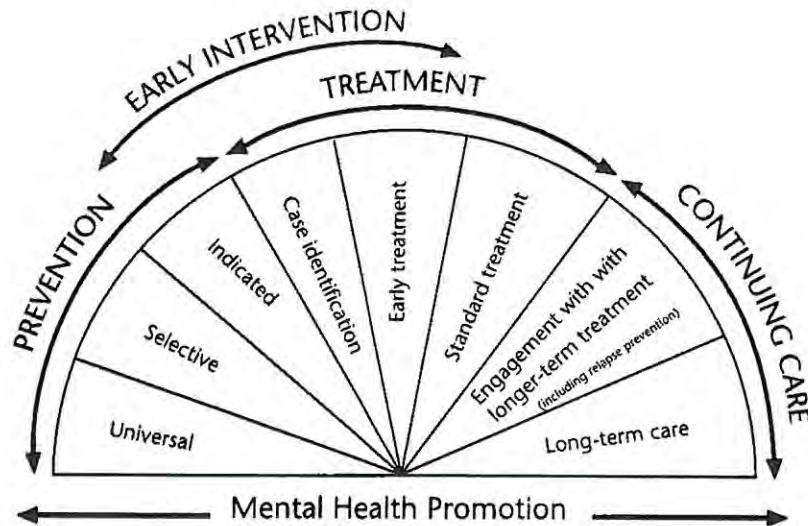 EARLY INTERVENTION
TREATMENT
PREVENTION
CONTINUING CARE
Universal
Selective
Indicated
Case identification
Early treatment
Standard treatment
Engagement with with
longer-term treatment
(including relapse prevention)
Long-term care
Mental Health Promotion